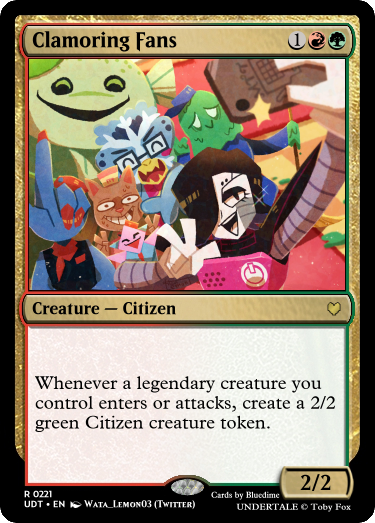 Clamoring Fans 1
Creature — Citizen
Whenever a legendary creature you
control enters or attacks, create a 2/2
green Citizen creature token.
2/2
R 0221
UDT • EN Wata_Lemon03 (Twitter)
Cards by Bluedime
UNDERTALE © Toby Fox